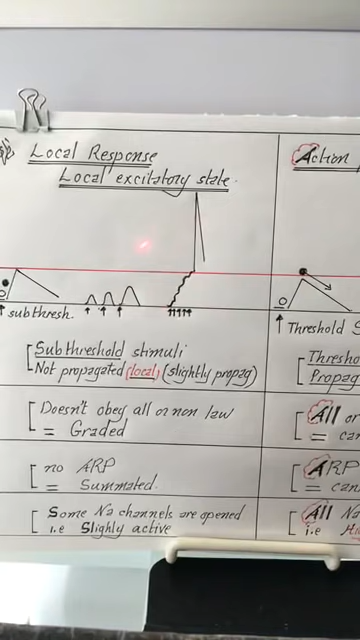 Local Response
Local excitatory state.
Action
subthresh.
Threshold S
Subthreshold stimuli
Not propagated (local) (slightly propag)
Thresho
Propag
Doesn't obey all or non law
= Graded
All or
= can
no ARP
= Summated.
ARP
= can
Some Na channels are opened
i.e Slighly active
All Na
i.e